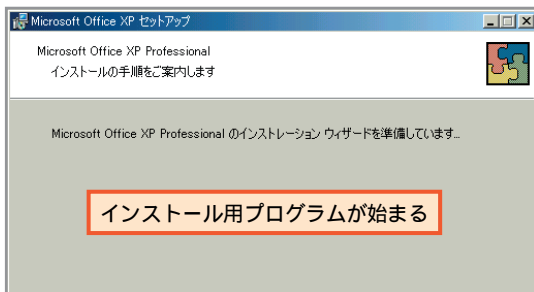 Microsoft Office XP セットアップ
Microsoft Office XP Professional
インストールの手順をご案内します
Microsoft Office XP Professional のインストレーション ウィザードを準備しています...
インストール用プログラムが始まる